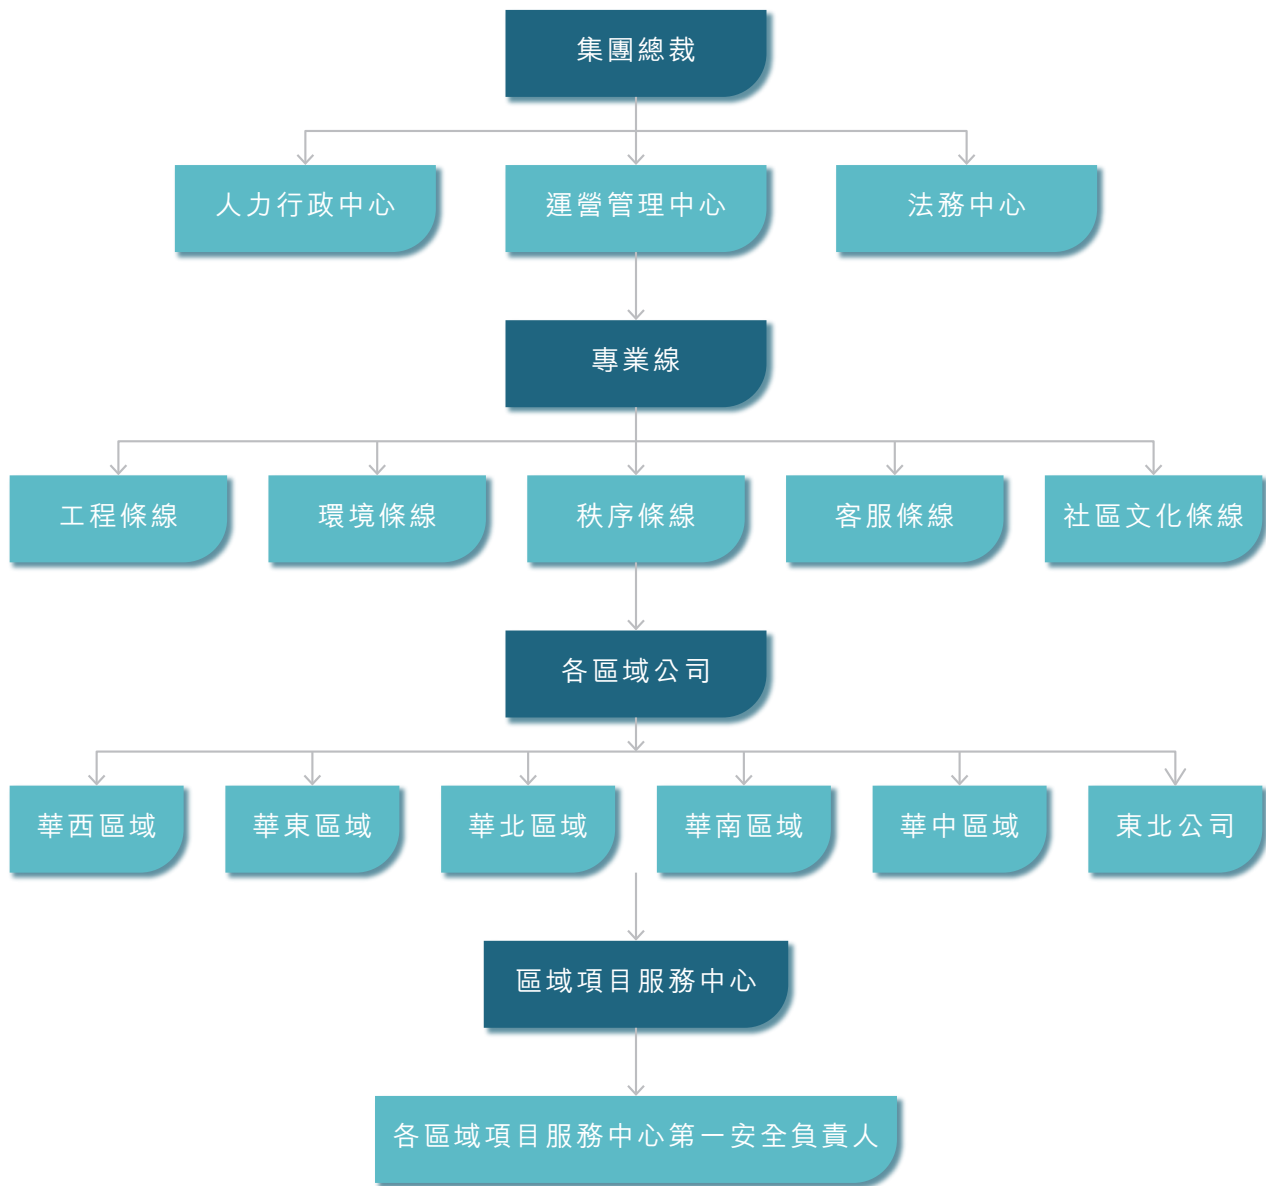 集團總裁
人力行政中心
運營管理中心
法務中心
專業線
工程條線
環境條線
秩序條線
客服條線
社區文化條線
各區域公司
華西區域
華東區域
華北區域
華南區域
華中區域
東北公司
區域項目服務中心
各區域項目服務中心第一安全負責人